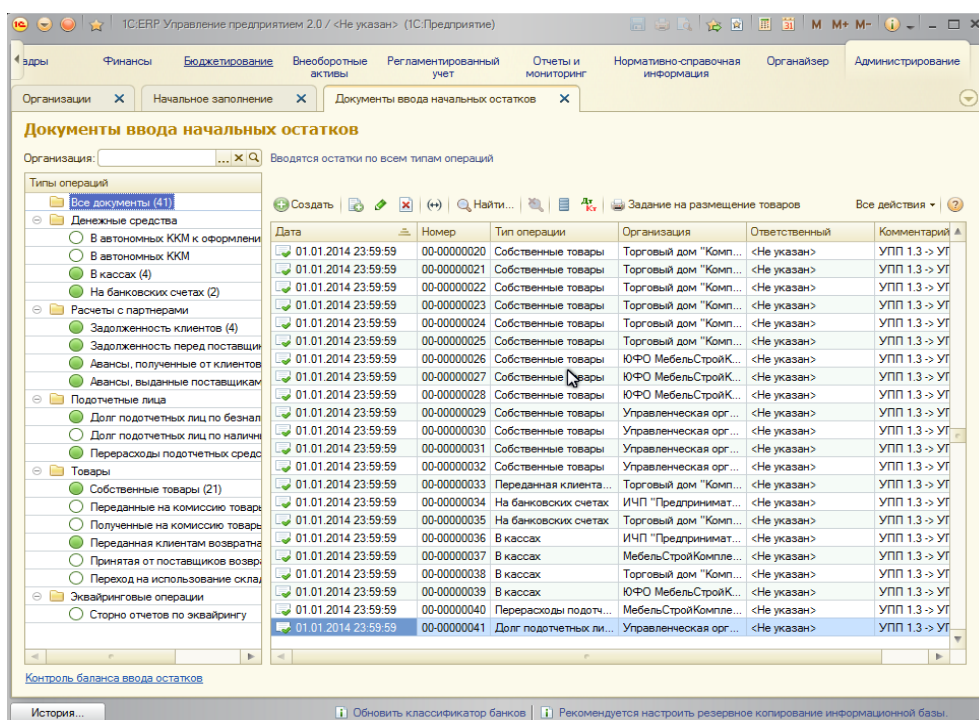 1С:ERP Управление предприятием 2.0 / <Не указан> (1С:Предприятие)
M M+ M-
адры Финансы Бюджетирование Внеоборотные активы Регламентированный учет Отчеты и мониторинг Нормативно-справочная информация Органайзер Администрирование
Организации Начальное заполнение Документы ввода начальных остатков
Документы ввода начальных остатков
Организация: ... Вводятся остатки по всем типам операций
Типы операций
Все документы (41)
Денежные средства
В автономных ККМ к оформлени
В автономных ККМ
В кассах (4)
На банковских счетах (2)
Расчеты с партнерами
Задолженность клиентов (4)
Задолженность перед поставщик
Авансы, полученные от клиентов
Авансы, выданные поставщикам
Подотчетные лица
Долг подотчетных лиц по безнал
Долг подотчетных лиц по наличн
Перерасходы подотчетных средс
Товары
Собственные товары (21)
Переданные на комиссию товары
Полученные на комиссию товары
Переданная клиентам возвратна
Принятая от поставщиков возвра
Переход на использование склад
Эквайринговые операции
Сторно отчетов по эквайрингу
Создать Найти... Дт Кт Задание на размещение товаров Все действия
Дата Номер Тип операции Организация Ответственный Комментарий
01.01.2014 23:59:59 00-00000020 Собственные товары Торговый дом "Комп... <Не указан> УПП 1.3 -> УП
01.01.2014 23:59:59 00-00000021 Собственные товары Торговый дом "Комп... <Не указан> УПП 1.3 -> УП
01.01.2014 23:59:59 00-00000022 Собственные товары Торговый дом "Комп... <Не указан> УПП 1.3 -> УП
01.01.2014 23:59:59 00-00000023 Собственные товары Торговый дом "Комп... <Не указан> УПП 1.3 -> УП
01.01.2014 23:59:59 00-00000024 Собственные товары Торговый дом "Комп... <Не указан> УПП 1.3 -> УП
01.01.2014 23:59:59 00-00000025 Собственные товары Торговый дом "Комп... <Не указан> УПП 1.3 -> УП
01.01.2014 23:59:59 00-00000026 Собственные товары ЮФО МебельСтройК... <Не указан> УПП 1.3 -> УП
01.01.2014 23:59:59 00-00000027 Собственные товары ЮФО МебельСтройК... <Не указан> УПП 1.3 -> УП
01.01.2014 23:59:59 00-00000028 Собственные товары ЮФО МебельСтройК... <Не указан> УПП 1.3 -> УП
01.01.2014 23:59:59 00-00000029 Собственные товары Управленческая орг... <Не указан> УПП 1.3 -> УП
01.01.2014 23:59:59 00-00000030 Собственные товары Управленческая орг... <Не указан> УПП 1.3 -> УП
01.01.2014 23:59:59 00-00000031 Собственные товары Управленческая орг... <Не указан> УПП 1.3 -> УП
01.01.2014 23:59:59 00-00000032 Собственные товары Управленческая орг... <Не указан> УПП 1.3 -> УП
01.01.2014 23:59:59 00-00000033 Переданная клиента... Торговый дом "Комп... <Не указан> УПП 1.3 -> УП
01.01.2014 23:59:59 00-00000034 На банковских счетах ИЧП "Предпринимат... <Не указан> УПП 1.3 -> УП
01.01.2014 23:59:59 00-00000035 На банковских счетах Торговый дом "Комп... <Не указан> УПП 1.3 -> УП
01.01.2014 23:59:59 00-00000036 В кассах ИЧП "Предпринимат... <Не указан> УПП 1.3 -> УП
01.01.2014 23:59:59 00-00000037 В кассах МебельСтройКомпле... <Не указан> УПП 1.3 -> УП
01.01.2014 23:59:59 00-00000038 В кассах Торговый дом "Комп... <Не указан> УПП 1.3 -> УП
01.01.2014 23:59:59 00-00000039 В кассах ЮФО МебельСтройК... <Не указан> УПП 1.3 -> УП
01.01.2014 23:59:59 00-00000040 Перерасходы подотч... МебельСтройКомпле... <Не указан> УПП 1.3 -> УП
01.01.2014 23:59:59 00-00000041 Долг подотчетных ли... Управленческая орг... <Не указан> УПП 1.3 -> УП
Контроль баланса ввода остатков
История... Обновить классификатор банков Рекомендуется настроить резервное копирование информационной базы.